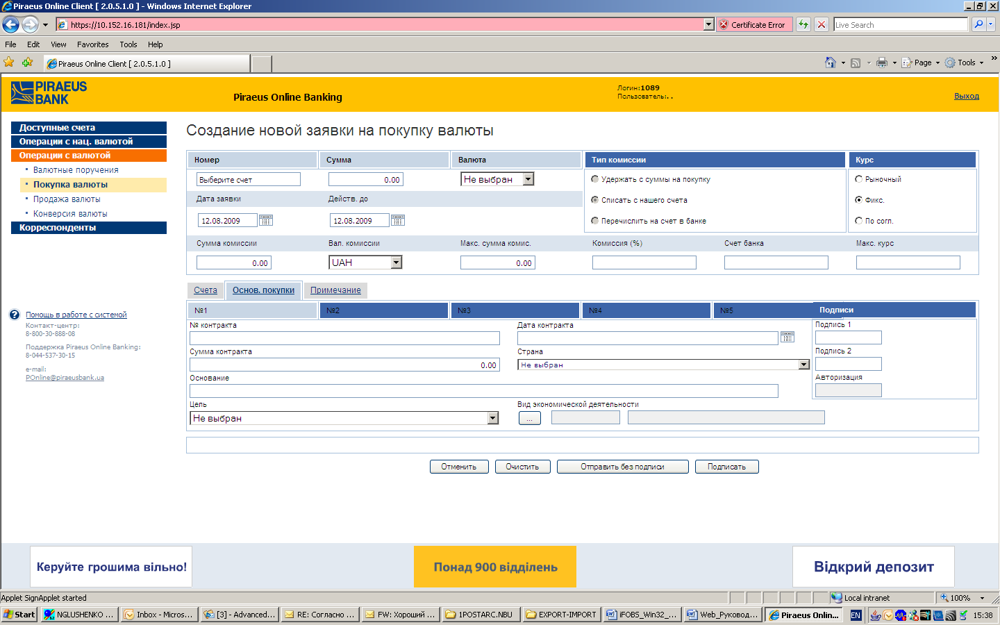 Piraeus Online Client [ 2.0.5.1.0 ] - Windows Internet Explorer
https://10.152.16.181/index.jsp
Certificate Error
Live Search
File Edit View Favorites Tools Help
Piraeus Online Client [ 2.0.5.1.0 ]
Page Tools
PIRAEUS BANK
Piraeus Online Banking
Логин:1089
Пользователь:. .
Выход
Доступные счета
Операции с нац. валютой
Операции с валютой
Валютные поручения
Покупка валюты
Продажа валюты
Конверсия валюты
Корреспонденты
Помощь в работе с системой
Контакт-центр:
8-800-30-888-08
Поддержка Piraeus Online Banking:
8-044-537-30-15
e-mail:
POnline@piraeusbank.ua
Создание новой заявки на покупку валюты
Номер Сумма Валюта Тип комиссии Курс
Выберите счет 0.00 Не выбран Удержать с суммы на покупку Рыночный
Дата заявки Действ. до Списать с нашего счета Фикс.
12.08.2009 12.08.2009 Перечислить на счет в банке По согл.
Сумма комиссии Вал. комиссии Макс. сумма комис. Комиссия (%) Счет банка Макс. курс
0.00 UAH 0.00
Счета Основ. покупки Примечание
№1 №2 №3 №4 №5 Подписи
№ контракта Дата контракта Подпись 1
Сумма контракта Страна Подпись 2
0.00 Не выбран
Основание Авторизация
Цель Вид экономической деятельности
Не выбран ...
Отменить Очистить Отправить без подписи Подписать
Керуйте грошима вільно! Понад 900 відділень Відкрий депозит
Applet SignApplet started Local intranet 100%
Start NGLUSHENKO ... Inbox - Micros... [3] - Advanced... RE: Согласно ... FW: Хороший ... 1POSTARC.NBU EXPORT-IMPORT iFOBS_Win32_... Web_Руковод... Piraeus Onlin... EN 15:38